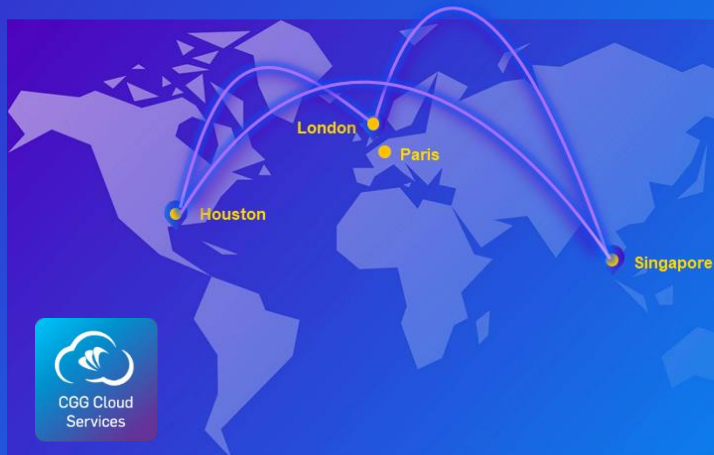 London
Paris
Houston
Singapore
CGG Cloud
Services